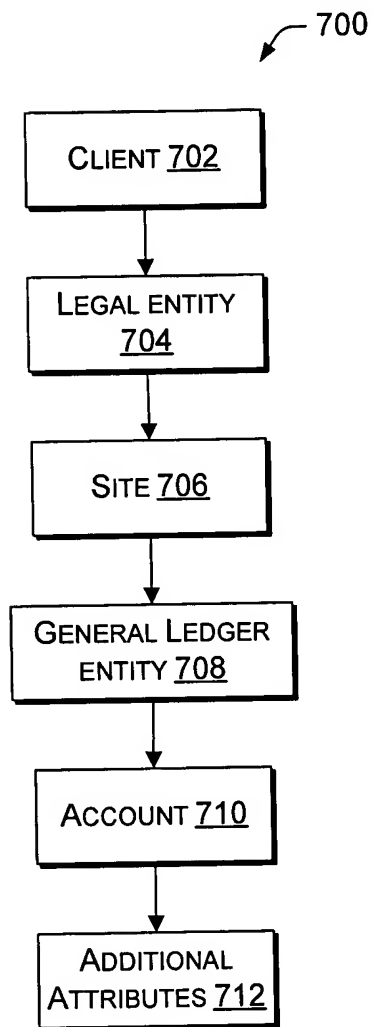 700
CLIENT 702
LEGAL ENTITY
704
SITE 706
GENERAL LEDGER
ENTITY 708
ACCOUNT 710
ADDITIONAL
ATTRIBUTES 712